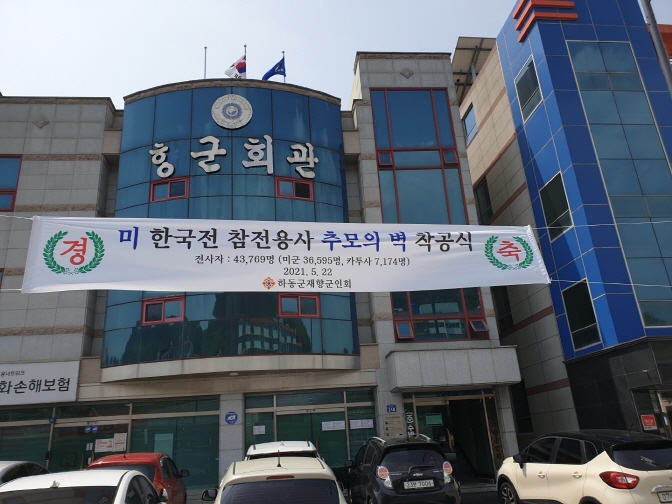 향군회관
경 미 한국전 참전용사 추모의 벽 착공식 축
전사자 : 43,769명 (미군 36,595명, 카투사 7,174명)
2021. 5. 22
하동군재향군인회
화손해보험